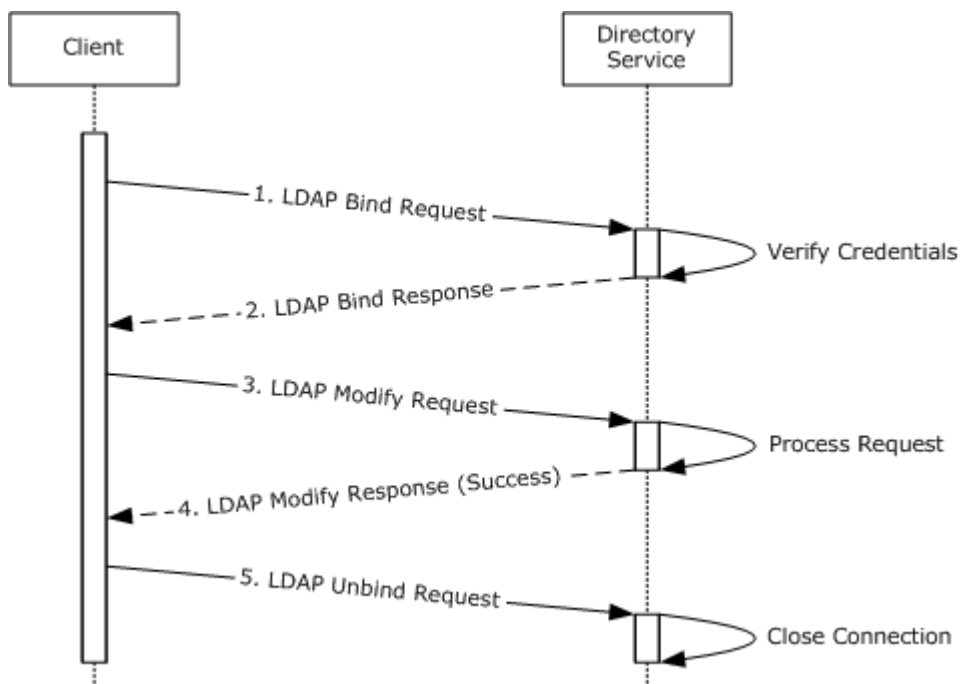 Client
Directory
Service
1. LDAP Bind Request
Verify Credentials
2. LDAP Bind Response
3. LDAP Modify Request
Process Request
4. LDAP Modify Response (Success)
5. LDAP Unbind Request
Close Connection